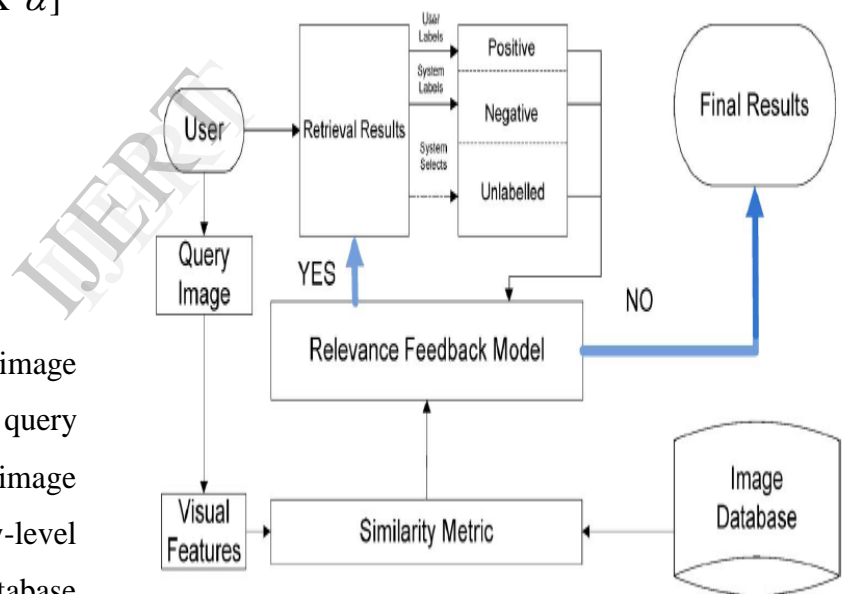 x α]
User
Labels
System
Labels
System
Selects
Positive
Negative
Unlabelled
User
Retrieval Results
Final Results
IJERT
Query
Image
YES
NO
Relevance Feedback Model
image
query
image
y-level
tabase
Visual
Features
Similarity Metric
Image
Database